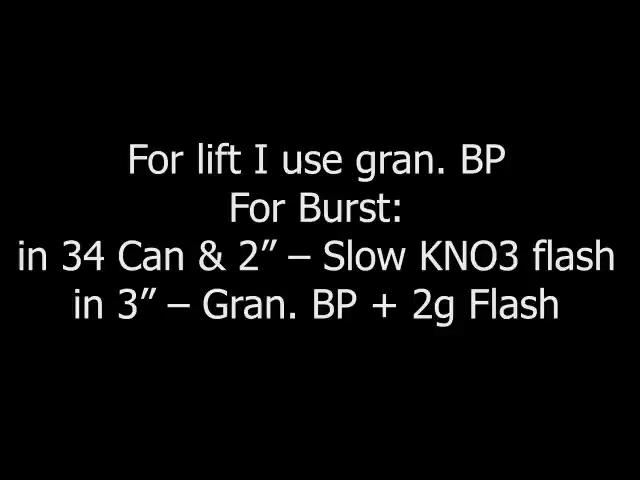 For lift I use gran. BP
For Burst:
in 34 Can & 2” – Slow KNO3 flash
in 3” – Gran. BP + 2g Flash